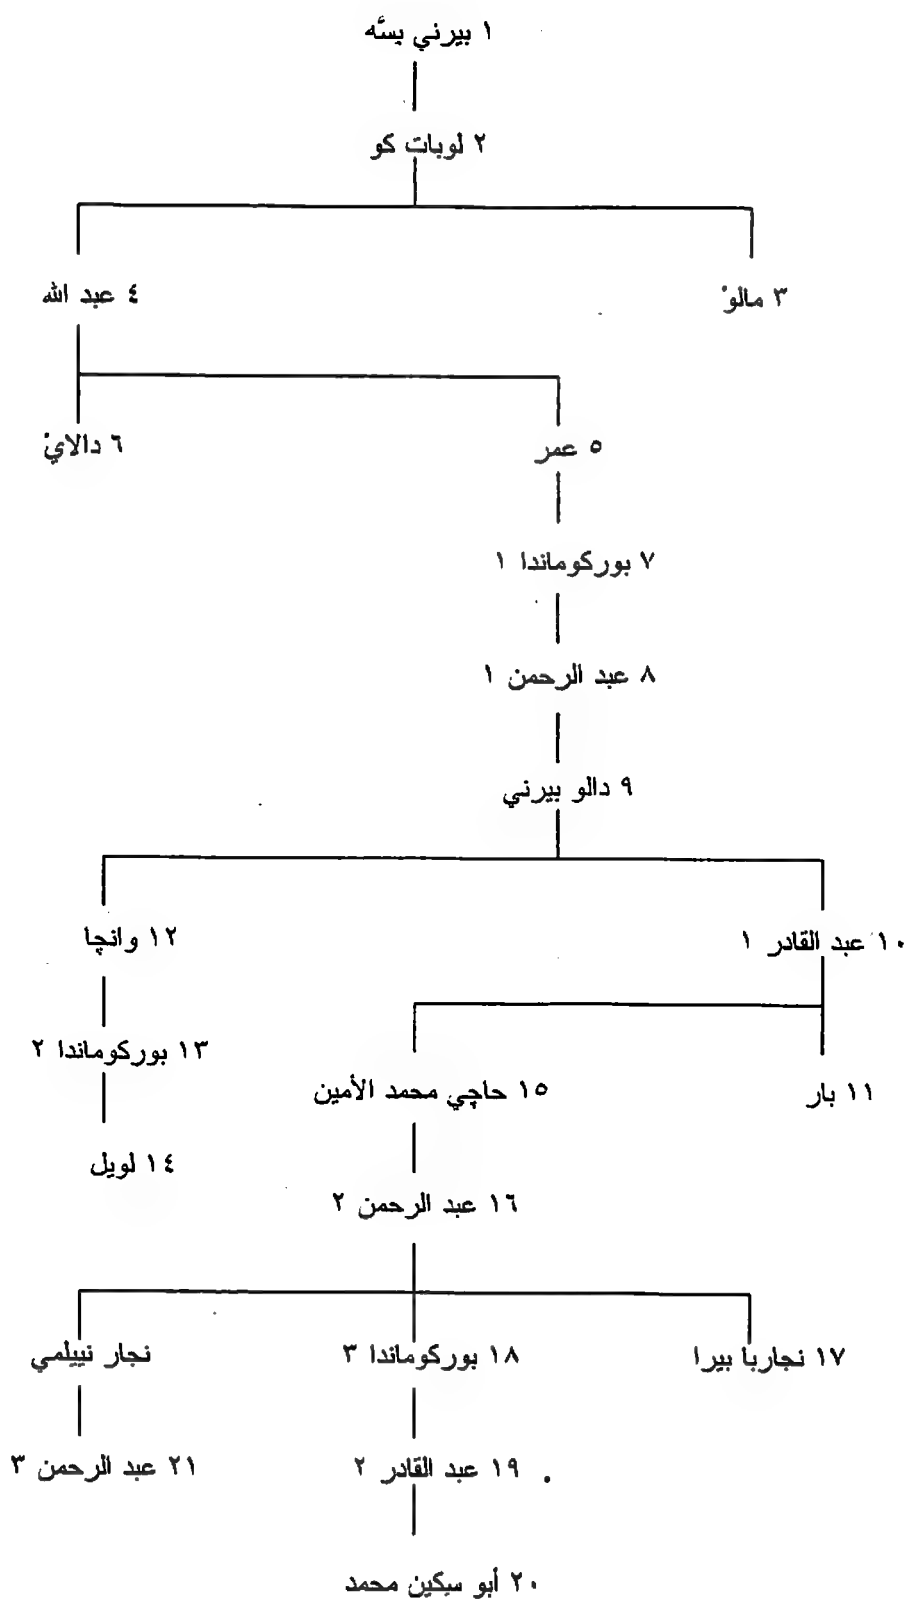 ١ بيرني بسَّه
٢ لوبات كو
٣ مالوْ
٤ عبد الله
٥ عمر
٦ دالايْ
٧ بوركوماندا ١
٨ عبد الرحمن ١
٩ دالو بيرني
١٠ عبد القادر ١
١٢ وانچا
١٣ بوركوماندا ٢
١١ بار
١٥ حاچي محمد الأمين
١٤ لويل
١٦ عبد الرحمن ٢
١٧ نجاربا بيرا
١٨ بوركوماندا ٣
نجار نييلمي
١٩ عبد القادر ٢
٢١ عبد الرحمن ٣
٢٠ أبو سكين محمد